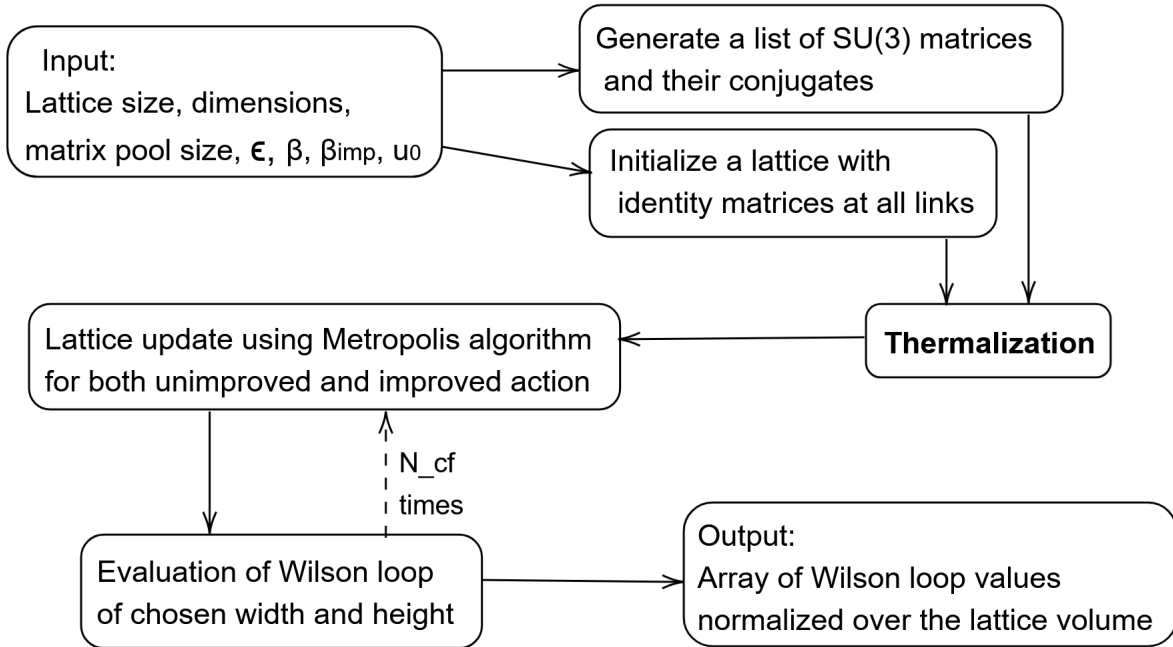 Input:
Lattice size, dimensions,
matrix pool size, ϵ, β, βimp, u0
Generate a list of SU(3) matrices
and their conjugates
Initialize a lattice with
identity matrices at all links
Thermalization
Lattice update using Metropolis algorithm
for both unimproved and improved action
N_cf
times
Evaluation of Wilson loop
of chosen width and height
Output:
Array of Wilson loop values
normalized over the lattice volume